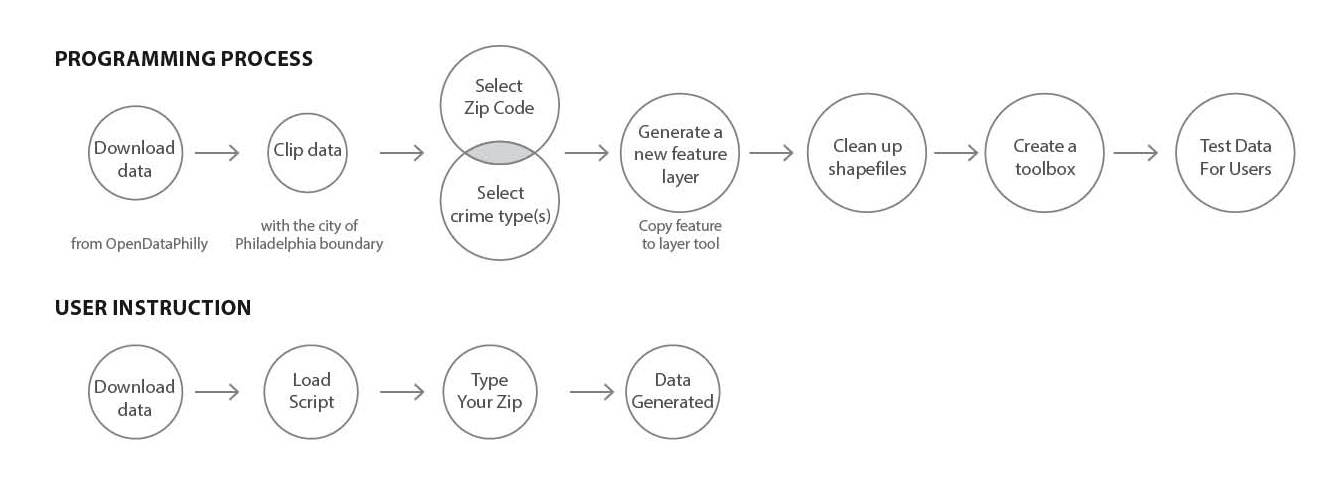 PROGRAMMING PROCESS
Download
data
from OpenDataPhilly
Clip data
with the city of
Philadelphia boundary
Select
Zip Code
Select
crime type(s)
Generate a
new feature
layer
Copy feature
to layer tool
Clean up
shapefiles
Create a
toolbox
Test Data
For Users
USER INSTRUCTION
Download
data
Load
Script
Type
Your Zip
Data
Generated